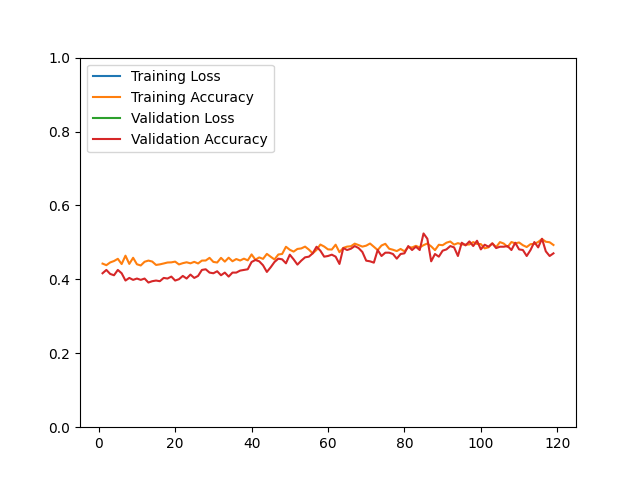 1.0
0.8
0.6
0.4
0.2
0.0
Training Loss
Training Accuracy
Validation Loss
Validation Accuracy
0 20 40 60 80 100 120